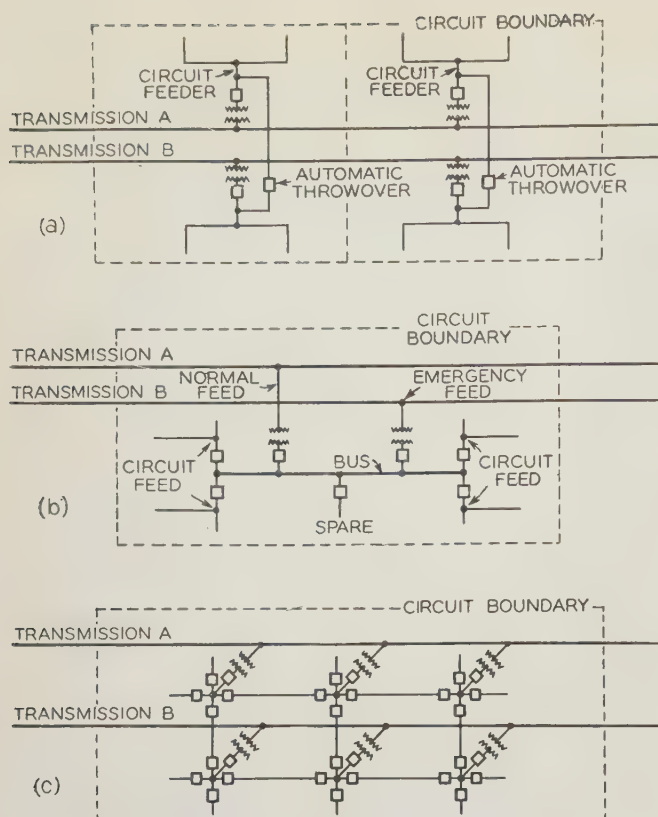 CIRCUIT BOUNDARY
CIRCUIT
FEEDER
CIRCUIT
FEEDER
TRANSMISSION A
TRANSMISSION B
AUTOMATIC
THROWOVER
AUTOMATIC
THROWOVER
(a)
CIRCUIT
BOUNDARY
TRANSMISSION A
NORMAL
FEED
TRANSMISSION B
EMERGENCY
FEED
CIRCUIT
FEED
BUS
CIRCUIT
FEED
(b)
SPARE
CIRCUIT BOUNDARY
TRANSMISSION A
TRANSMISSION B
(c)